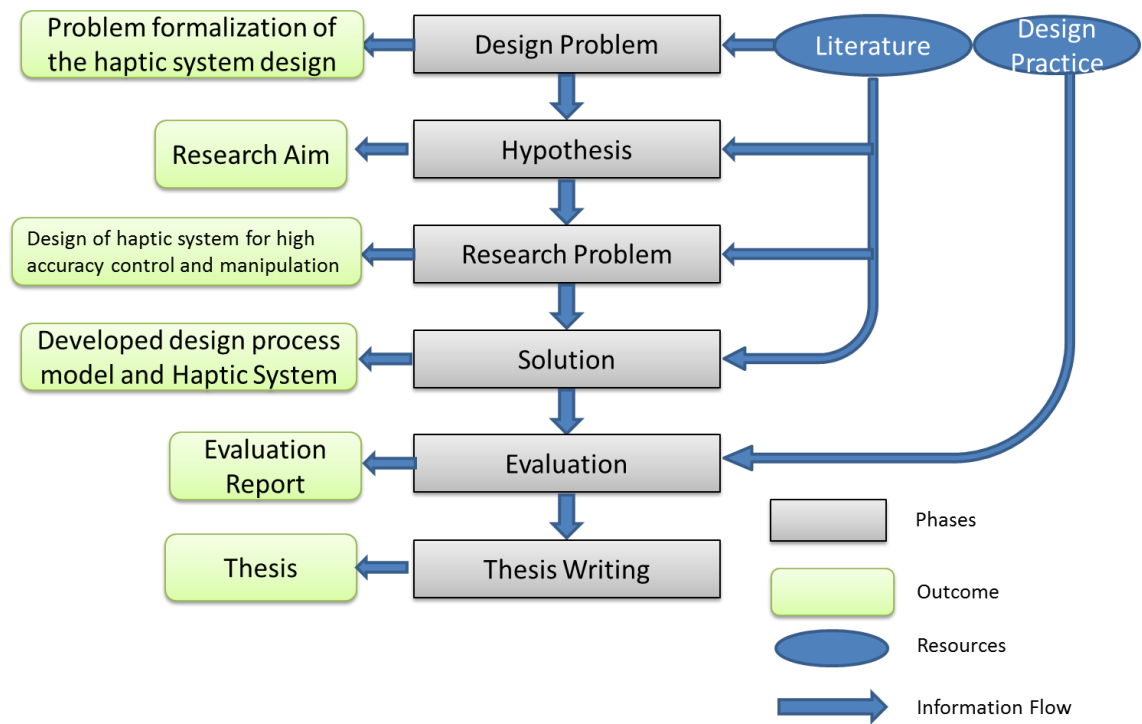 Problem formalization of
the haptic system design
Design Problem
Literature
Design
Practice
Research Aim
Hypothesis
Design of haptic system for high
accuracy control and manipulation
Research Problem
Developed design process
model and Haptic System
Solution
Evaluation
Report
Evaluation
Thesis
Thesis Writing
Phases
Outcome
Resources
Information Flow